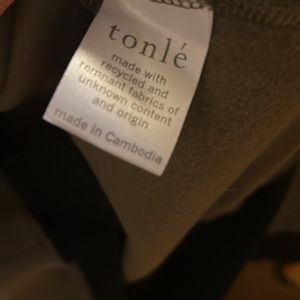 tonlé
made with
recycled and
remnant fabrics of
unknown content
and origin
made in Cambodia